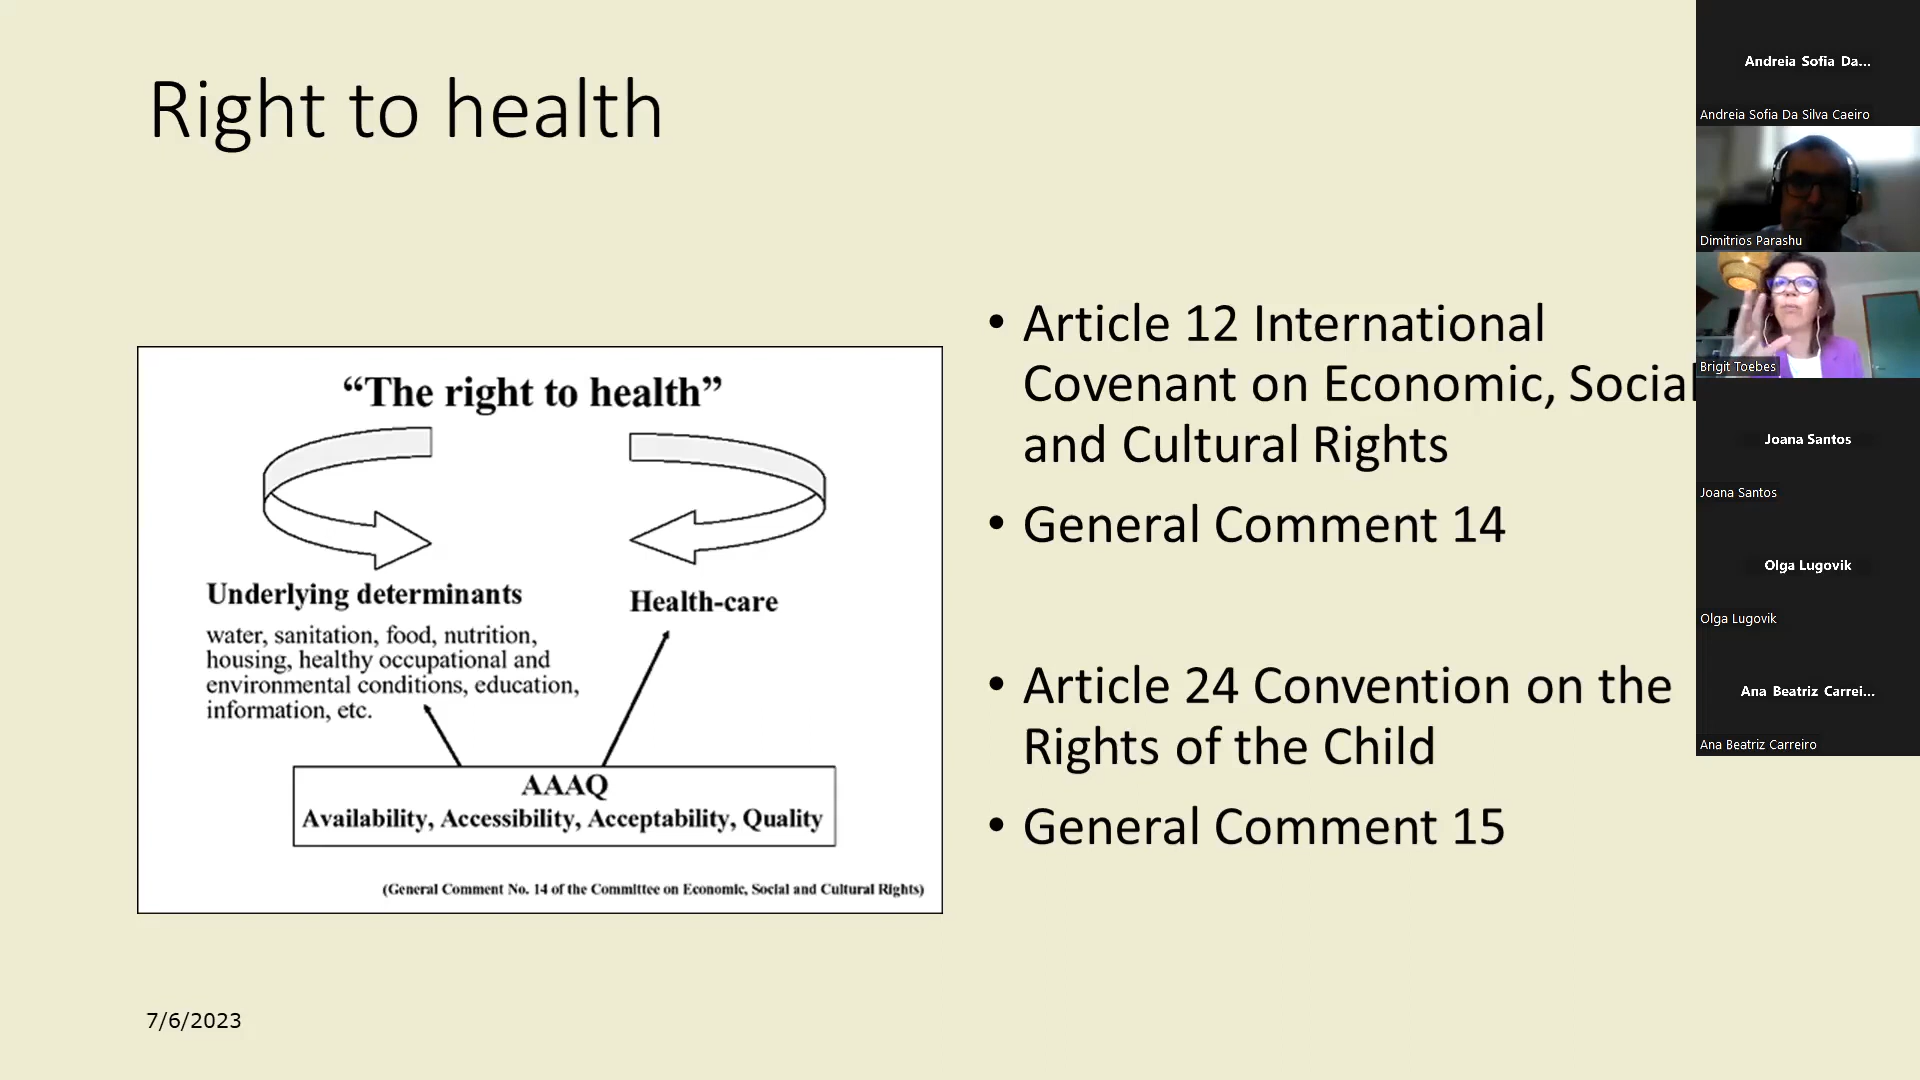 Right to health
“The right to health”
Underlying determinants
water, sanitation, food, nutrition,
housing, healthy occupational and
environmental conditions, education,
information, etc.
Health-care
AAAQ
Availability, Accessibility, Acceptability, Quality
(General Comment No. 14 of the Committee on Economic, Social and Cultural Rights)
• Article 12 International
Covenant on Economic, Social
and Cultural Rights
• General Comment 14
• Article 24 Convention on the
Rights of the Child
• General Comment 15
7/6/2023
Andreia Sofia Da...
Andreia Sofia Da Silva Caeiro
Dimitrios Parashu
Brigit Toebes
Joana Santos
Joana Santos
Olga Lugovik
Olga Lugovik
Ana Beatriz Carrei...
Ana Beatriz Carreiro